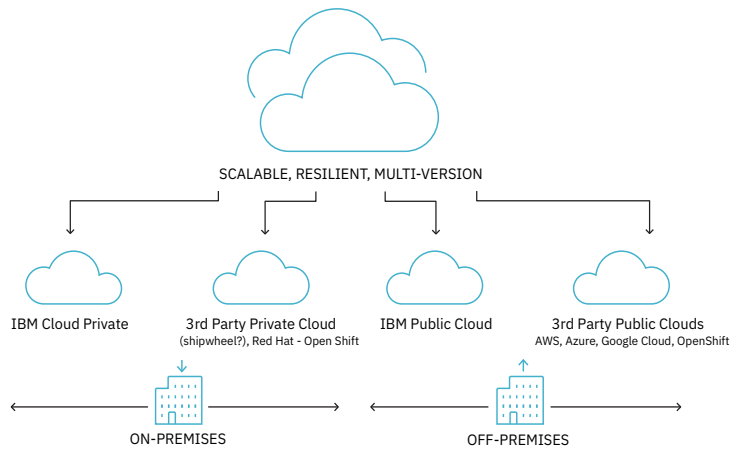 SCALABLE, RESILIENT, MULTI-VERSION
IBM Cloud Private
3rd Party Private Cloud
(shipwheel?), Red Hat - Open Shift
IBM Public Cloud
3rd Party Public Clouds
AWS, Azure, Google Cloud, OpenShift
ON-PREMISES
OFF-PREMISES